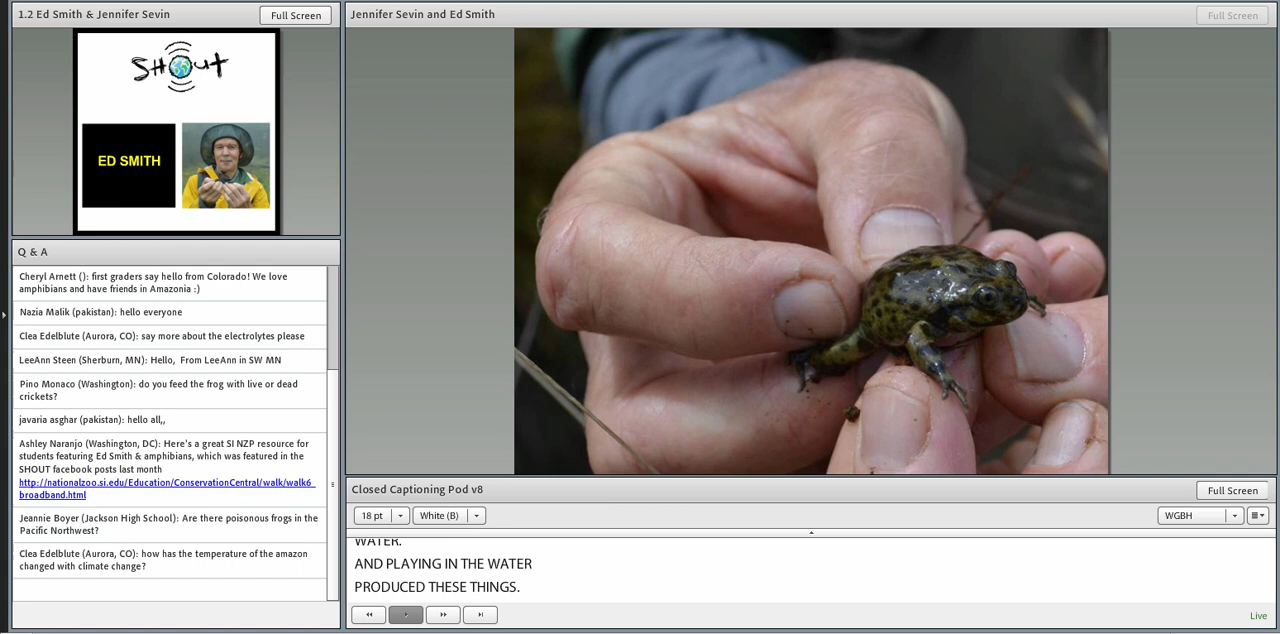 1.2 Ed Smith & Jennifer Sevin
Full Screen
SHOUT
ED SMITH
Q & A
Cheryl Arnett (): first graders say hello from Colorado! We love
amphibians and have friends in Amazonia :)
Nazia Malik (pakistan): hello everyone
Clea Edelblute (Aurora, CO): say more about the electrolytes please
LeeAnn Steen (Sherburn, MN): Hello,  From LeeAnn in SW MN
Pino Monaco (Washington): do you feed the frog with live or dead
crickets?
javaria asghar (pakistan): hello all,,
Ashley Naranjo (Washington, DC): Here's a great SI NZP resource for
students featuring Ed Smith & amphibians, which was featured in the
SHOUT facebook posts last month
http://nationalzoo.si.edu/Education/ConservationCentral/walk/walk6_
broadband.html
Jeannie Boyer (Jackson High School): Are there poisonous frogs in the
Pacific Northwest?
Clea Edelblute (Aurora, CO): how has the temperature of the amazon
changed with climate change?
Jennifer Sevin and Ed Smith
Full Screen
Closed Captioning Pod v8
Full Screen
18 pt
White (B)
WGBH
WATER.
AND PLAYING IN THE WATER
PRODUCED THESE THINGS.
Live